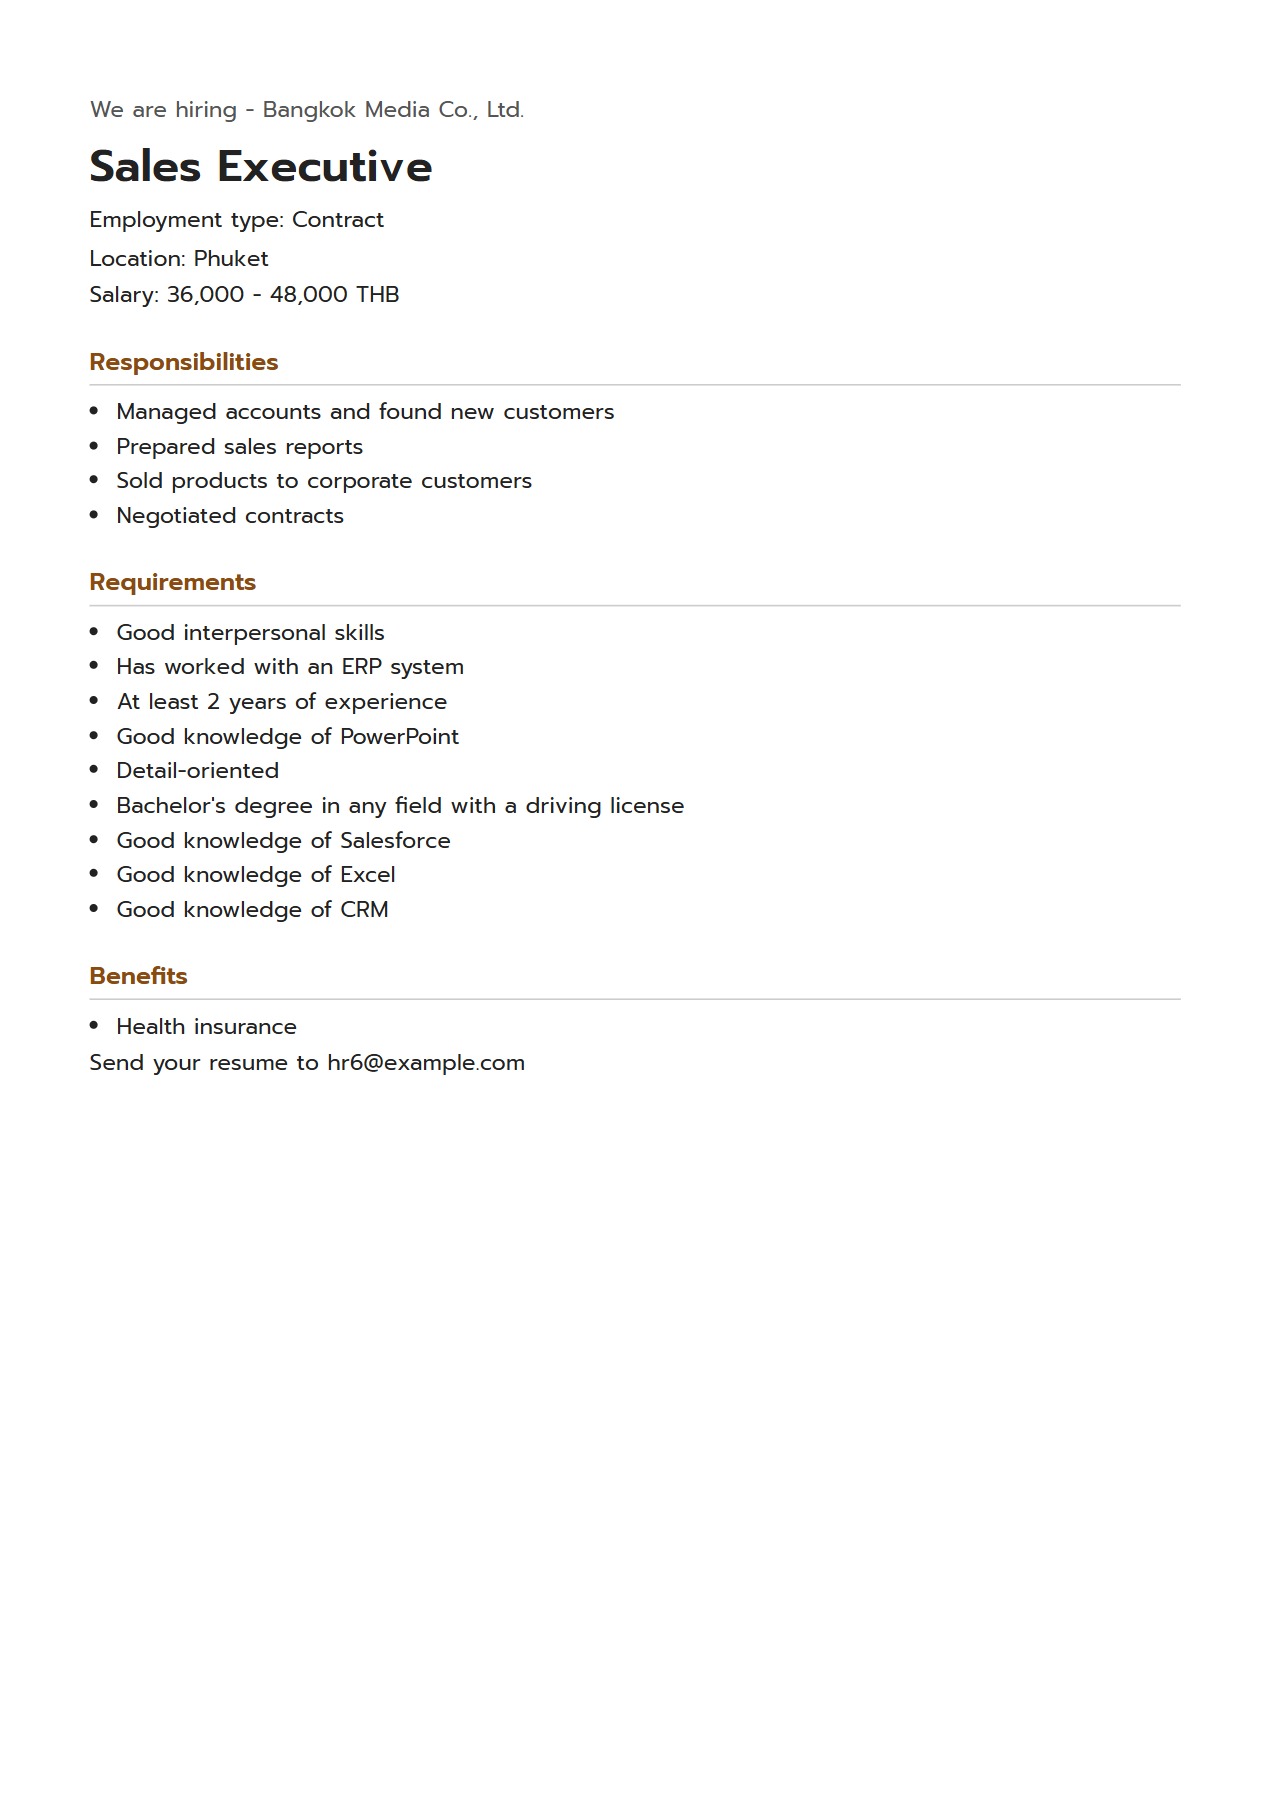 We are hiring - Bangkok Media Co., Ltd.
Sales Executive
Employment type: Contract
Location: Phuket
Salary: 36,000 - 48,000 THB
Responsibilities
• Managed accounts and found new customers
• Prepared sales reports
• Sold products to corporate customers
• Negotiated contracts
Requirements
• Good interpersonal skills
• Has worked with an ERP system
• At least 2 years of experience
• Good knowledge of PowerPoint
• Detail-oriented
• Bachelor's degree in any field with a driving license
• Good knowledge of Salesforce
• Good knowledge of Excel
• Good knowledge of CRM
Benefits
• Health insurance
Send your resume to hr6@example.com